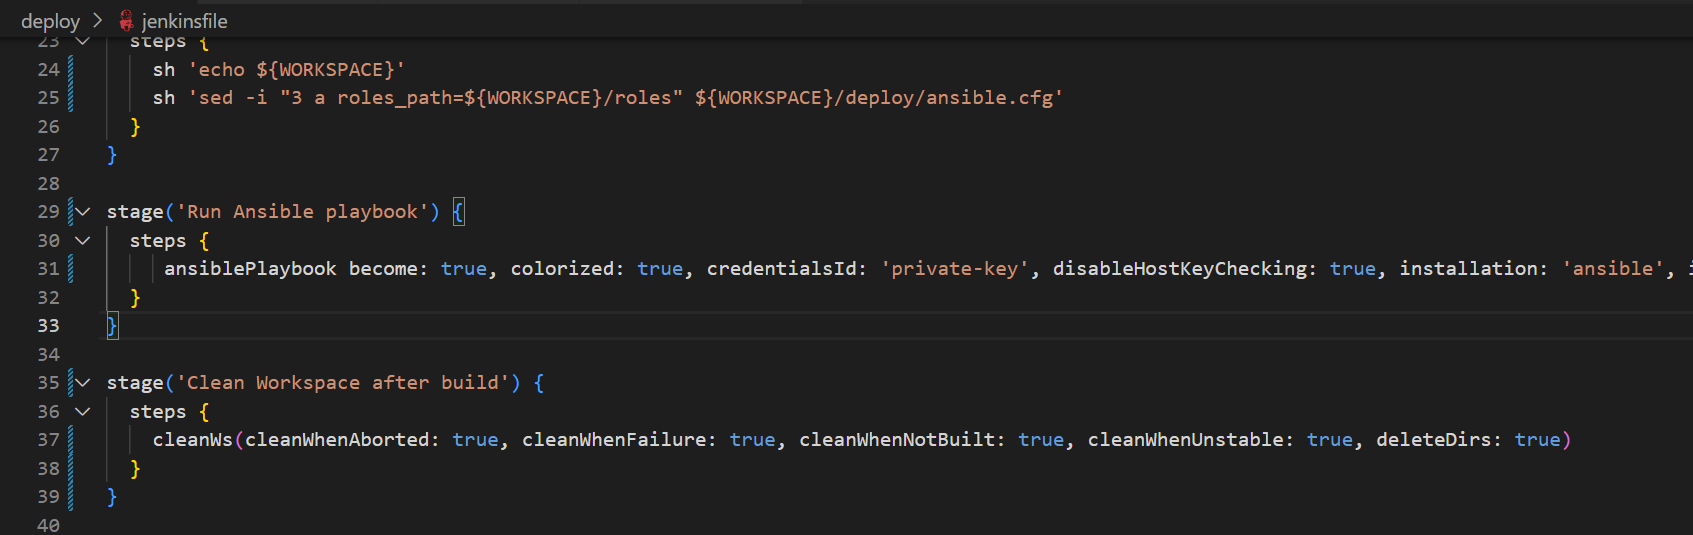 deploy > jenkinsfile
23 steps {
24 sh 'echo ${WORKSPACE}'
25 sh 'sed -i "3 a roles_path=${WORKSPACE}/roles" ${WORKSPACE}/deploy/ansible.cfg'
26 }
27 }
28
29 stage('Run Ansible playbook') {
30 steps {
31 ansiblePlaybook become: true, colorized: true, credentialsId: 'private-key', disableHostKeyChecking: true, installation: 'ansible',
32 }
33 }
34
35 stage('Clean Workspace after build') {
36 steps {
37 cleanWs(cleanWhenAborted: true, cleanWhenFailure: true, cleanWhenNotBuilt: true, cleanWhenUnstable: true, deleteDirs: true)
38 }
39 }
40